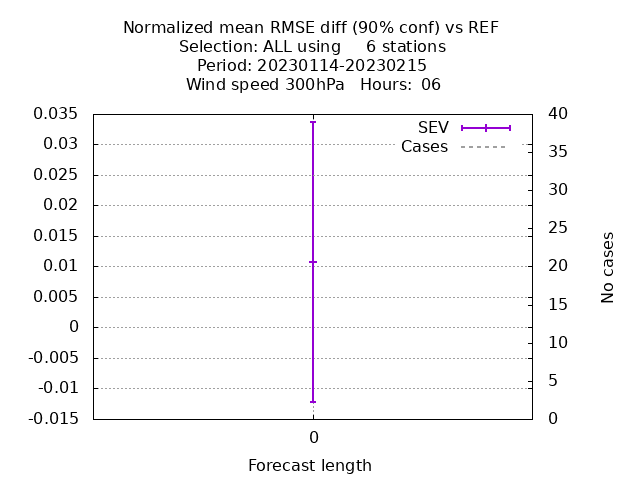 Normalized mean RMSE diff (90% conf) vs REF
Selection: ALL using     6 stations
Period: 20230114-20230215
Wind speed 300hPa   Hours:  06
SEV
Cases
0.035
0.03
0.025
0.02
0.015
0.01
0.005
0
-0.005
-0.01
-0.015
40
35
30
25
20
15
10
5
0
No cases
0
Forecast length